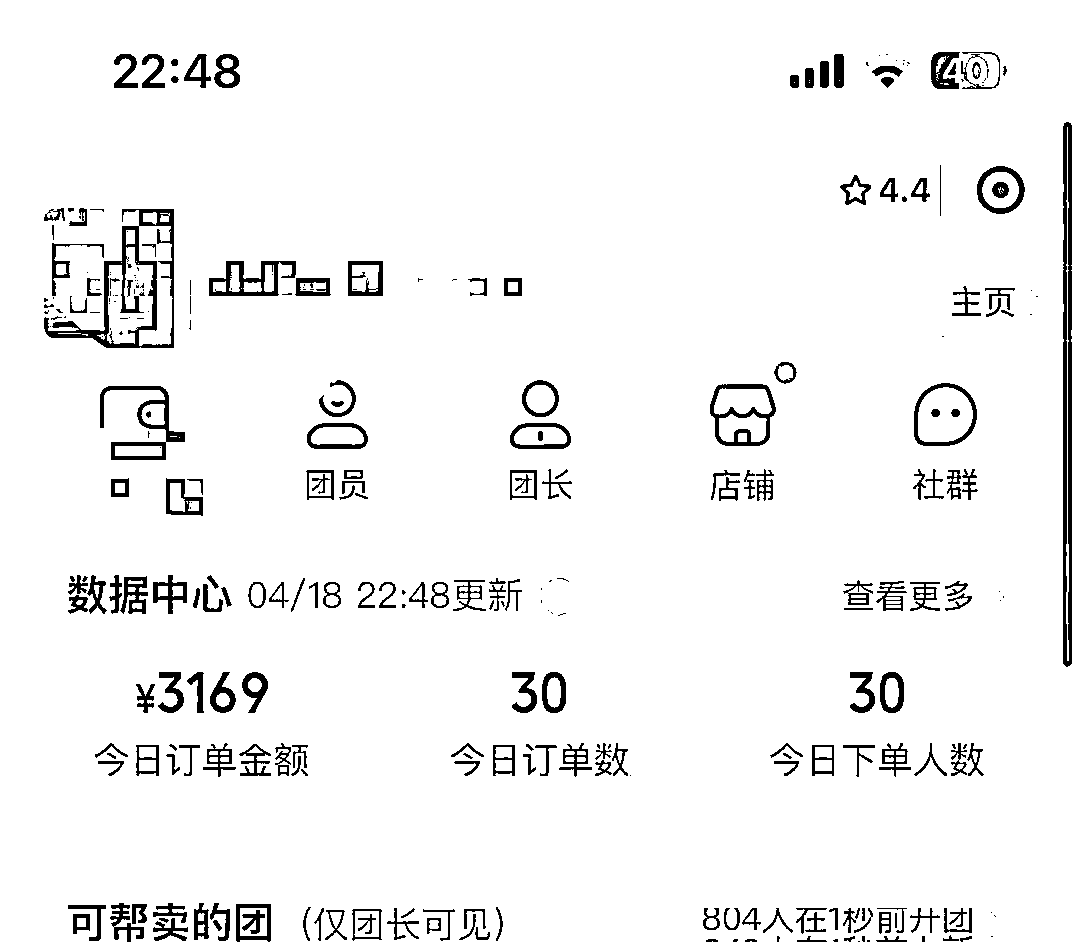 22:48
40
4.4
主页
团员
团长
店铺
社群
数据中心 04/18 22:48更新
查看更多
¥3169
30
30
今日订单金额
今日订单数
今日下单人数
可帮卖的团 (仅团长可见)
804人在1秒前开团